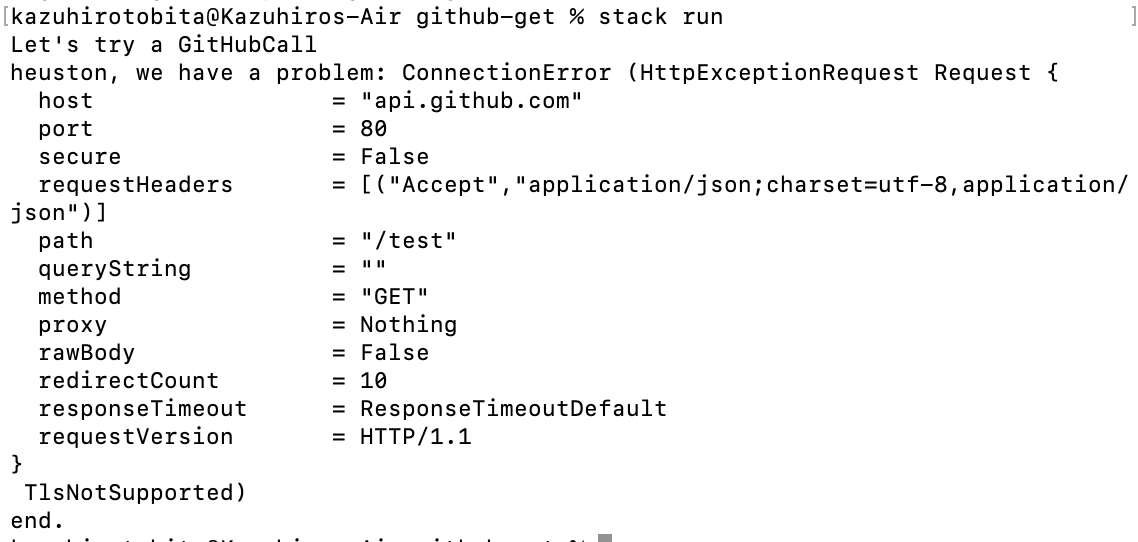 [kazuhirotobita@Kazuhiros-Air github-get % stack run ]
Let's try a GitHubCall
heuston, we have a problem: ConnectionError (HttpExceptionRequest Request {
  host                 = "api.github.com"
  port                 = 80
  secure               = False
  requestHeaders       = [("Accept","application/json;charset=utf-8,application/
json")]
  path                 = "/test"
  queryString          = ""
  method               = "GET"
  proxy                = Nothing
  rawBody              = False
  redirectCount        = 10
  responseTimeout      = ResponseTimeoutDefault
  requestVersion       = HTTP/1.1
}
 TlsNotSupported)
end.